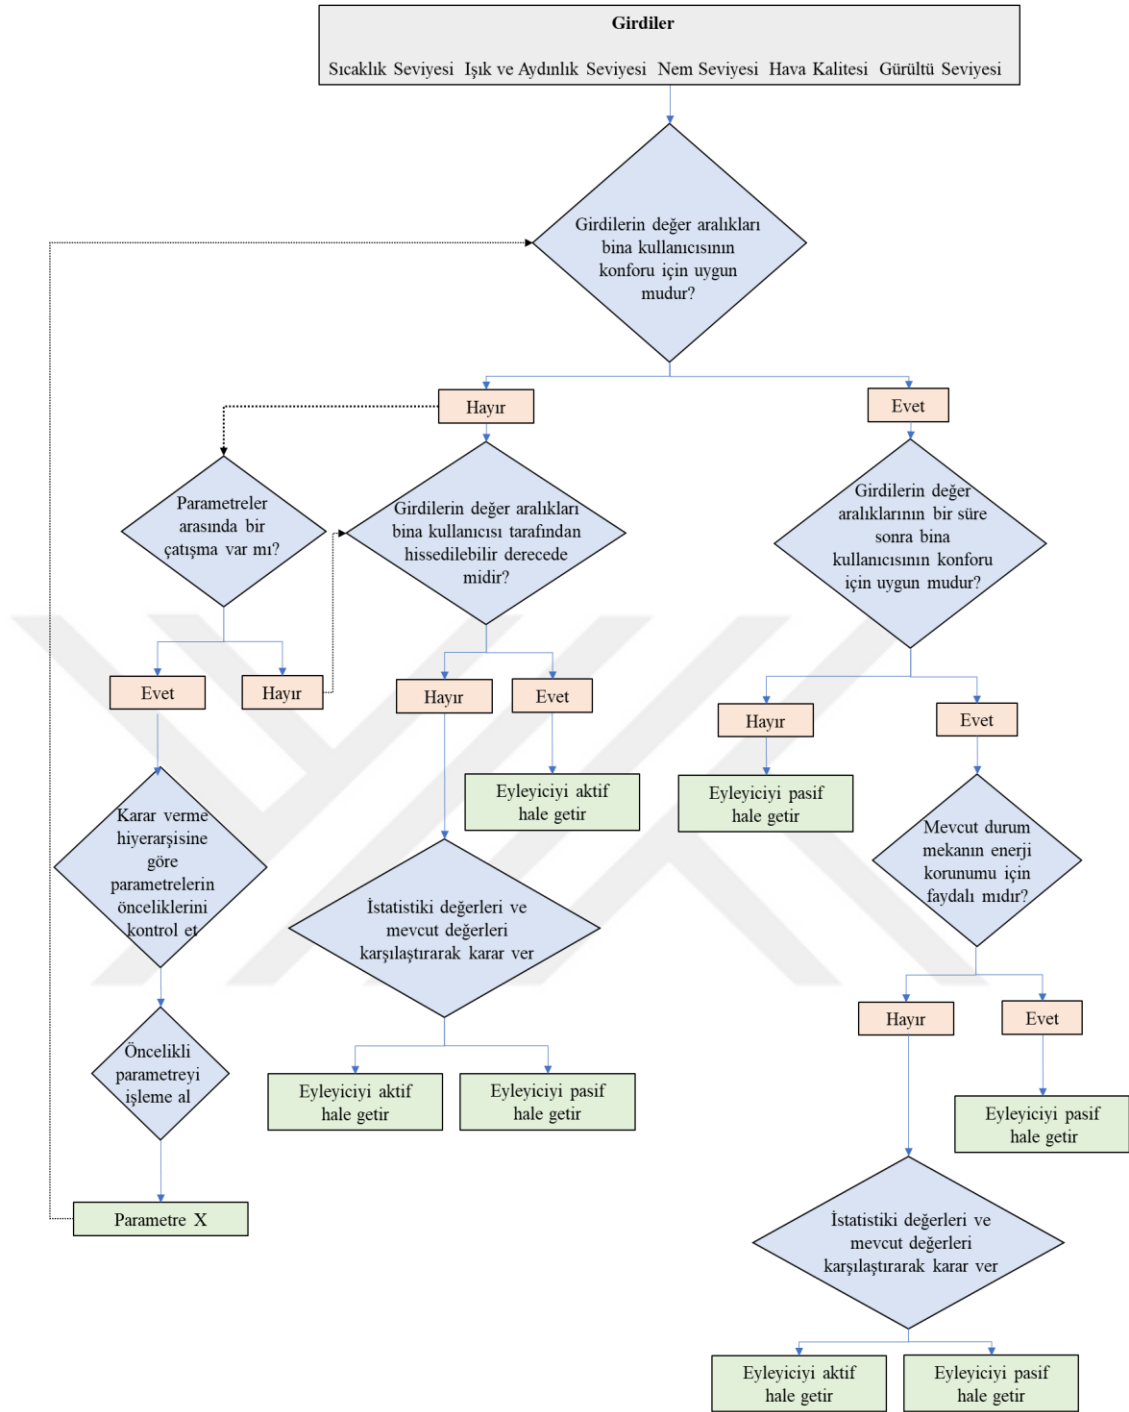 Girdiler
Sıcaklık Seviyesi Işık ve Aydınlık Seviyesi Nem Seviyesi Hava Kalitesi Gürültü Seviyesi
Girdilerin değer aralıkları
bina kullanıcısının
konforu için uygun
mudur?
Hayır
Evet
Parametreler
arasında bir
çatışma var mı?
Girdilerin değer aralıkları
bina kullanıcısı tarafından
hissedilebilir derecede
midir?
Girdilerin değer
aralıklarının bir süre
sonra bina
kullanıcısının konforu
için uygun mudur?
Evet
Hayır
Hayır
Evet
Hayır
Evet
Eyleyiciyi aktif
hale getir
Eyleyiciyi pasif
hale getir
Karar verme
hiyerarşisine
göre
parametrelerin
önceliklerini
kontrol et
Mevcut durum
mekanın enerji
korunumu için
faydalı mıdır?
İstatistiki değerleri ve
mevcut değerleri
karşılaştırarak karar ver
Hayır
Evet
Öncelikli
parametreyi
işleme al
Eyleyiciyi aktif
hale getir
Eyleyiciyi pasif
hale getir
Eyleyiciyi pasif
hale getir
Parametre X
İstatistiki değerleri ve
mevcut değerleri
karşılaştırarak karar ver
Eyleyiciyi aktif
hale getir
Eyleyiciyi pasif
hale getir